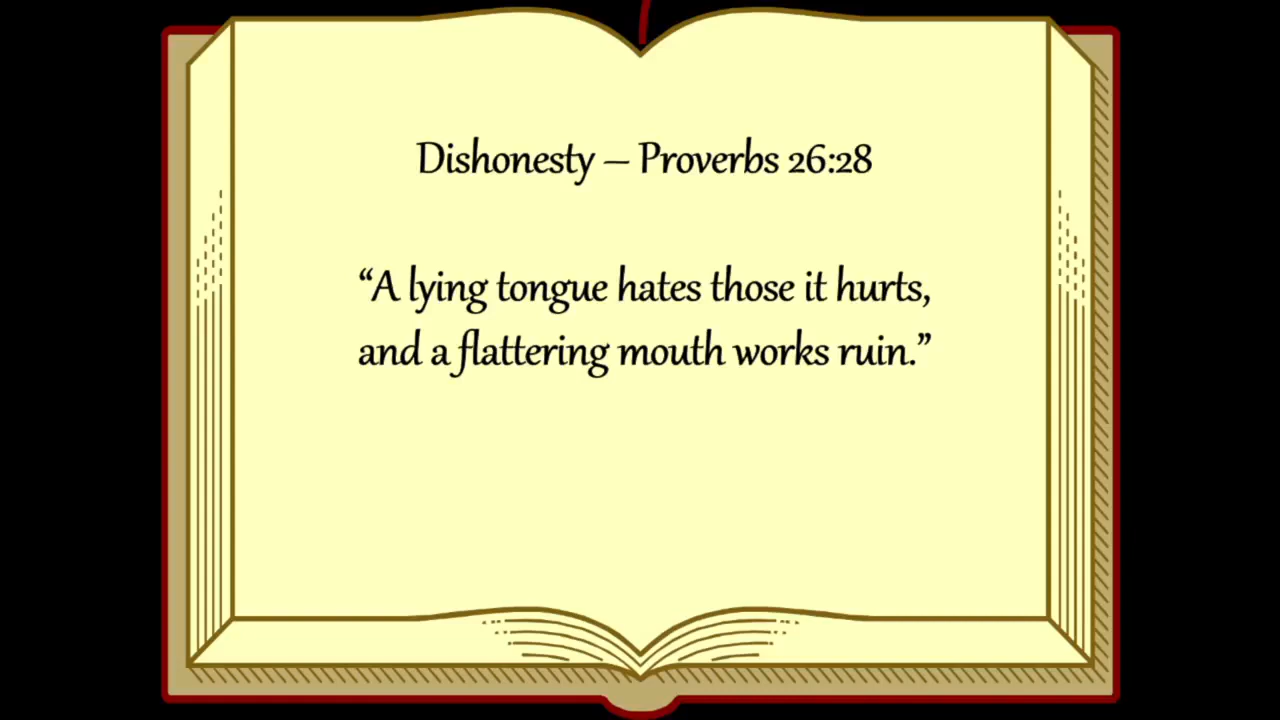 Dishonesty – Proverbs 26:28
“A lying tongue hates those it hurts,
and a flattering mouth works ruin.”